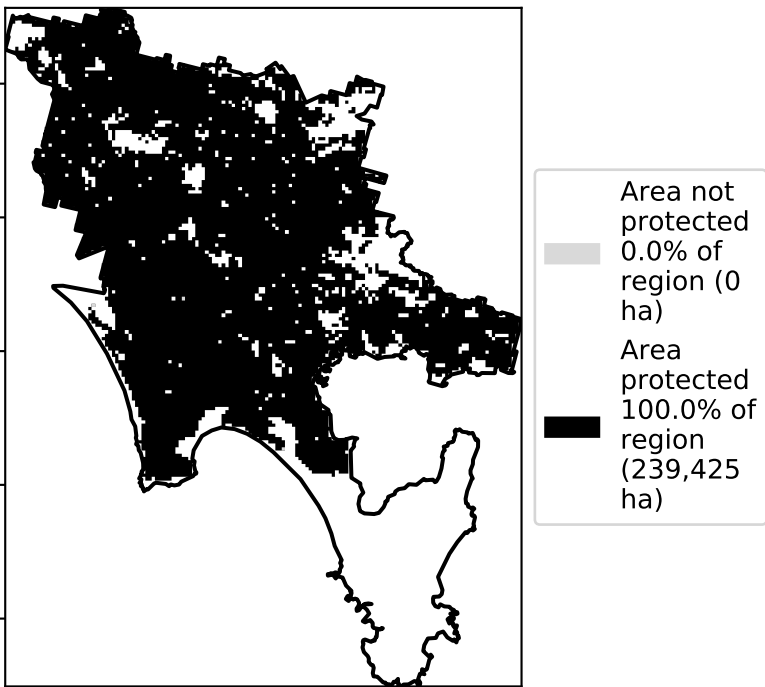 Area not
protected
0.0% of
region (0
ha)
Area
protected
100.0% of
region
(239,425
ha)